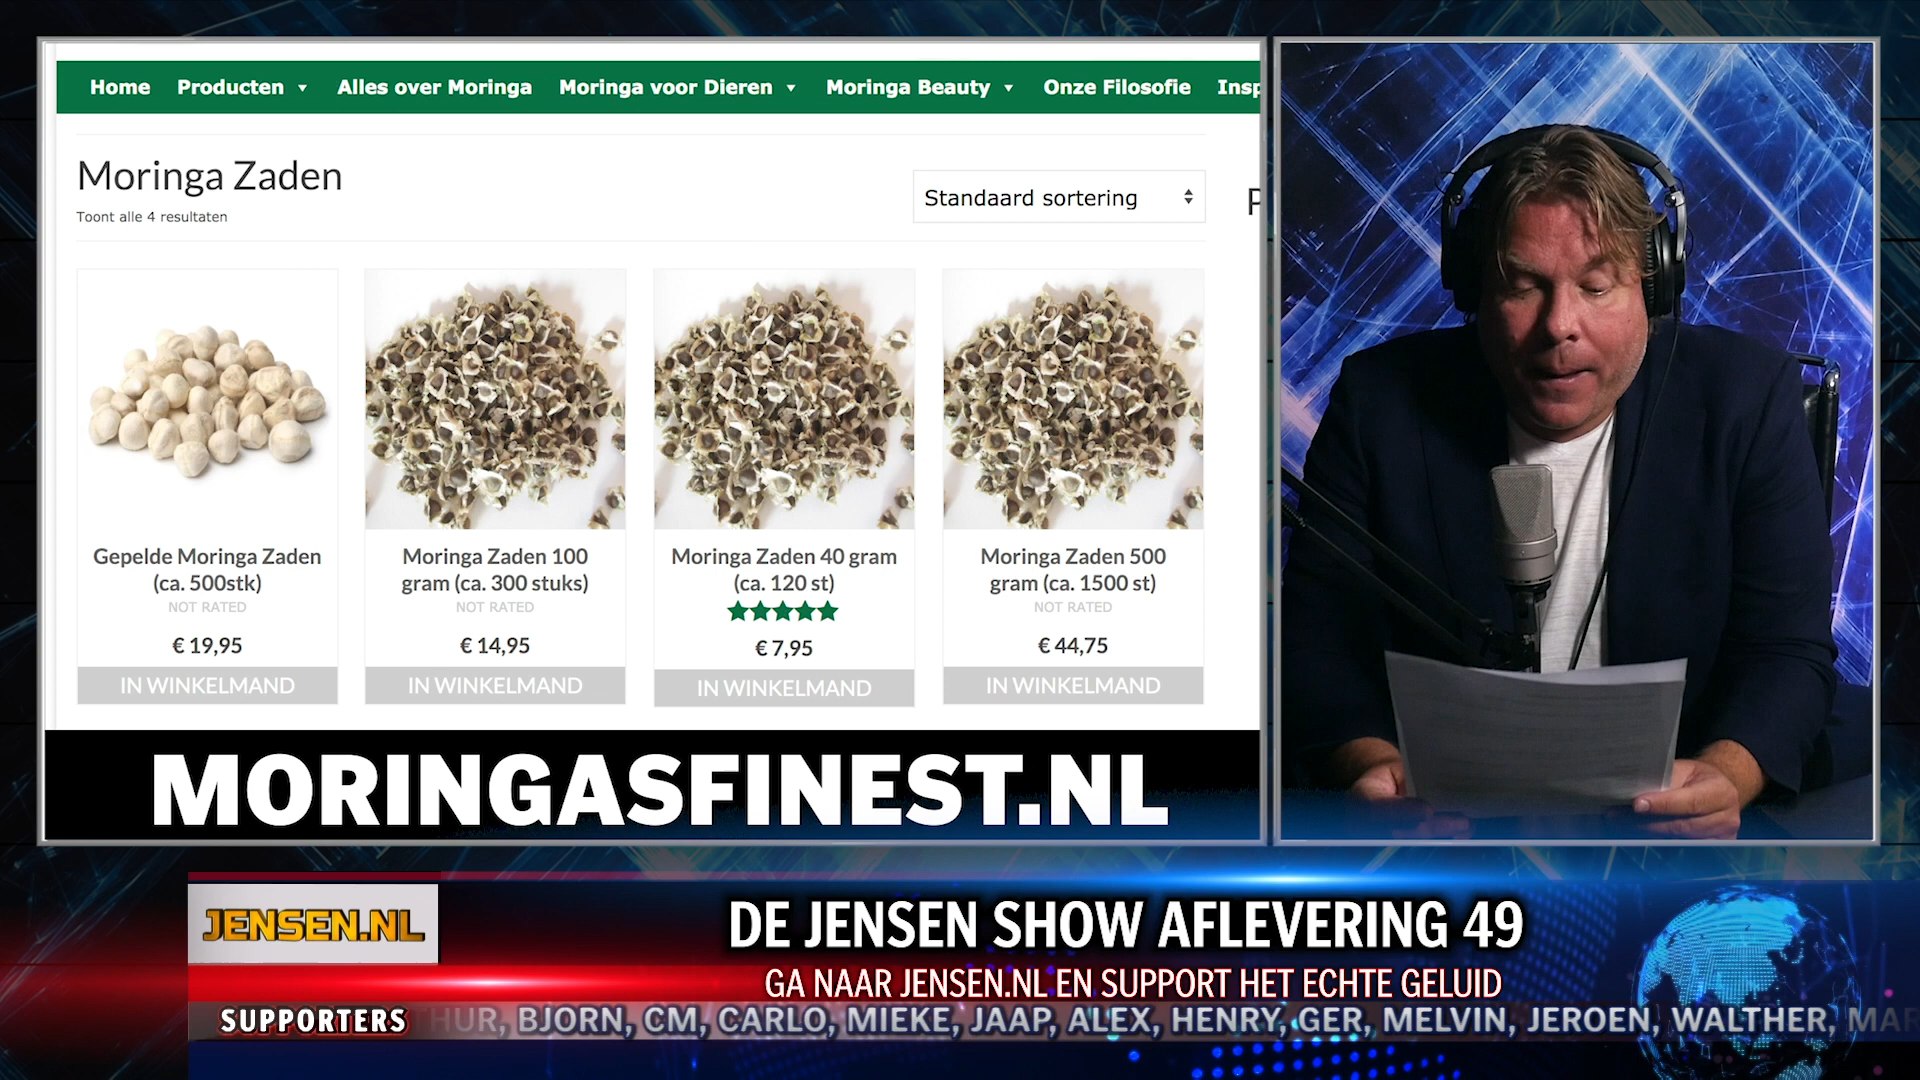 Home Producten Alles over Moringa Moringa voor Dieren Moringa Beauty Onze Filosofie Insp
Moringa Zaden
Toont alle 4 resultaten
Standaard sortering
P
Gepelde Moringa Zaden
(ca. 500stk)
NOT RATED
€ 19,95
IN WINKELMAND
Moringa Zaden 100
gram (ca. 300 stuks)
NOT RATED
€ 14,95
IN WINKELMAND
Moringa Zaden 40 gram
(ca. 120 st)
€ 7,95
IN WINKELMAND
Moringa Zaden 500
gram (ca. 1500 st)
NOT RATED
€ 44,75
IN WINKELMAND
MORINGASFINEST.NL
JENSEN.NL
DE JENSEN SHOW AFLEVERING 49
GA NAAR JENSEN.NL EN SUPPORT HET ECHTE GELUID
SUPPORTERS THUR, BJORN, CM, CARLO, MIEKE, JAAP, ALEX, HENRY, GER, MELVIN, JEROEN, WALTHER, MAR